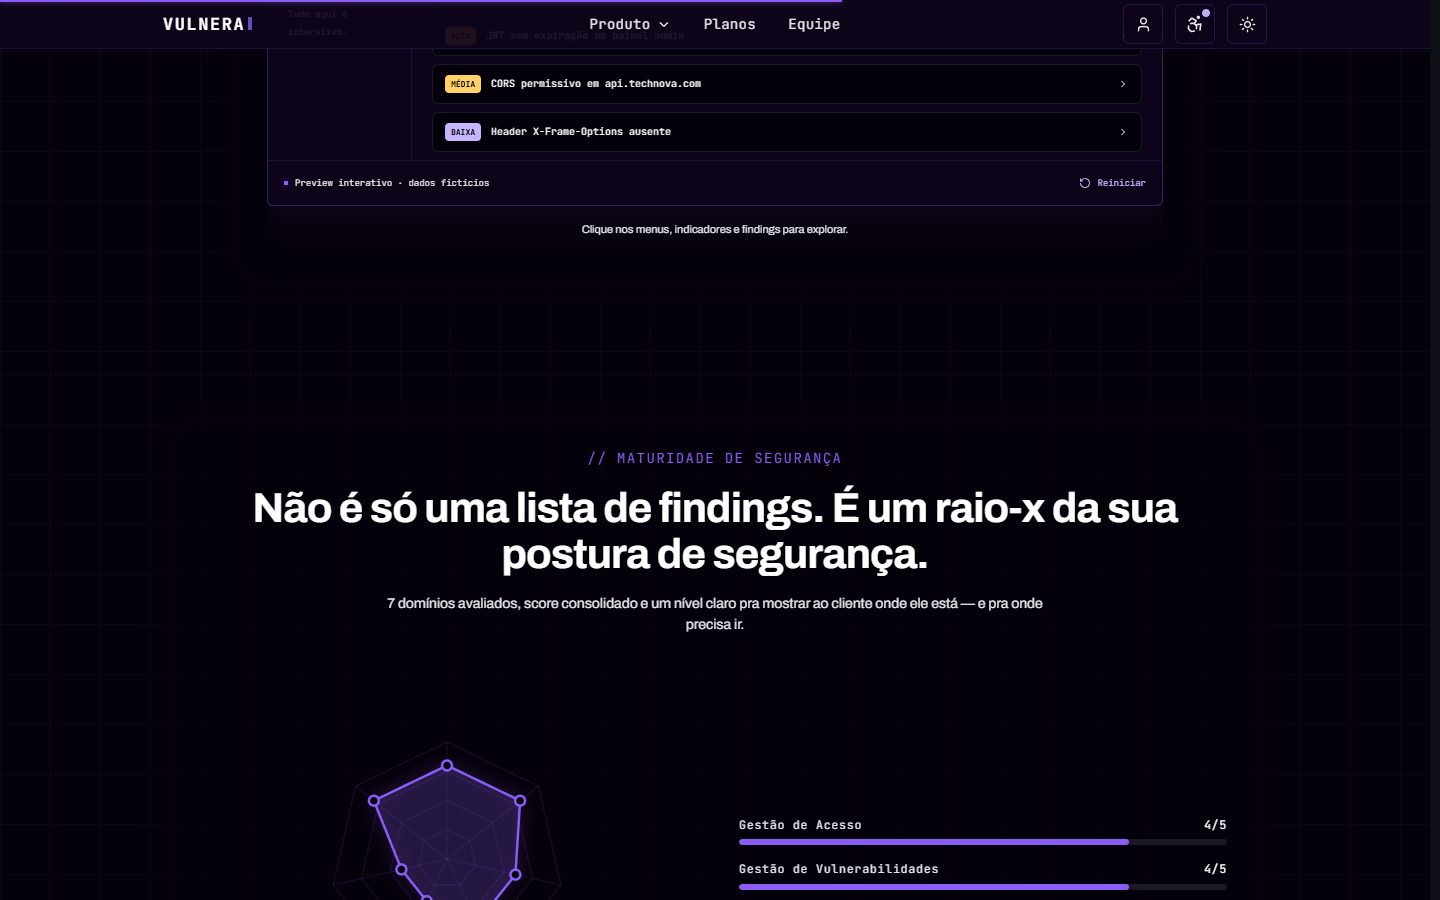 VULNERA
Produto
Planos
Equipe
Tudo aqui é
interativo.
ALTA
JWT sem expiração no painel admin
MÉDIA
CORS permissivo em api.technova.com
BAIXA
Header X-Frame-Options ausente
Preview interativo · dados fictícios
Reiniciar
Clique nos menus, indicadores e findings para explorar.
// MATURIDADE DE SEGURANÇA
Não é só uma lista de findings. É um raio-x da sua
postura de segurança.
7 domínios avaliados, score consolidado e um nível claro pra mostrar ao cliente onde ele está — e pra onde
precisa ir.
Gestão de Acesso 4/5
Gestão de Vulnerabilidades 4/5